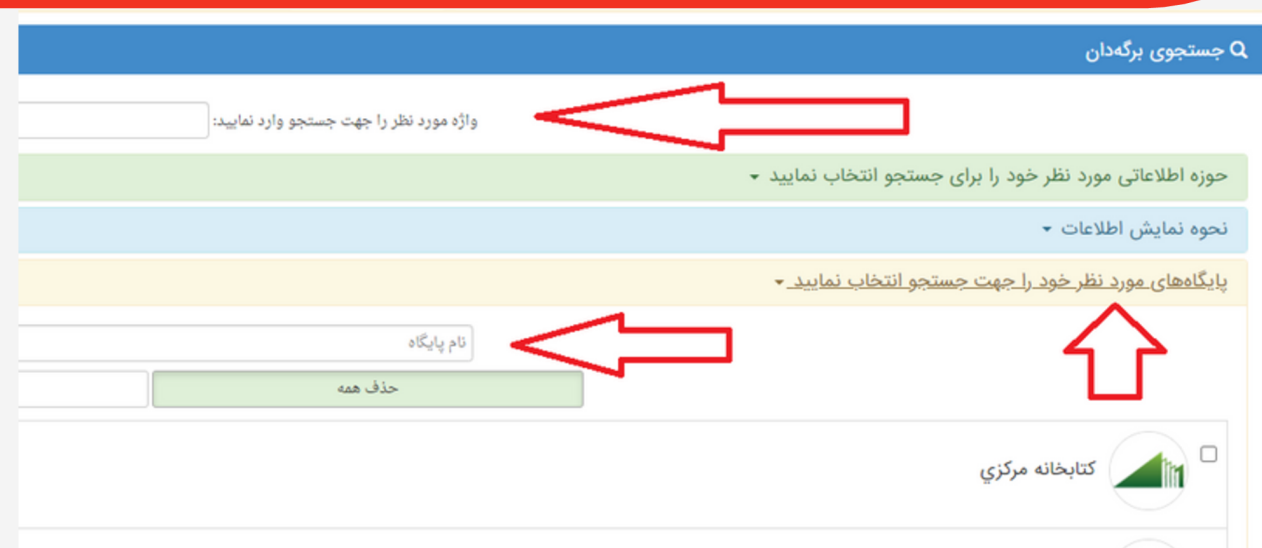 جستجوی برگه‌دان
واژه مورد نظر را جهت جستجو وارد نمایید:
حوزه اطلاعاتی مورد نظر خود را برای جستجو انتخاب نمایید
نحوه نمایش اطلاعات
پایگاه‌های مورد نظر خود را جهت جستجو انتخاب نمایید
نام پایگاه
حذف همه
کتابخانه مرکزي